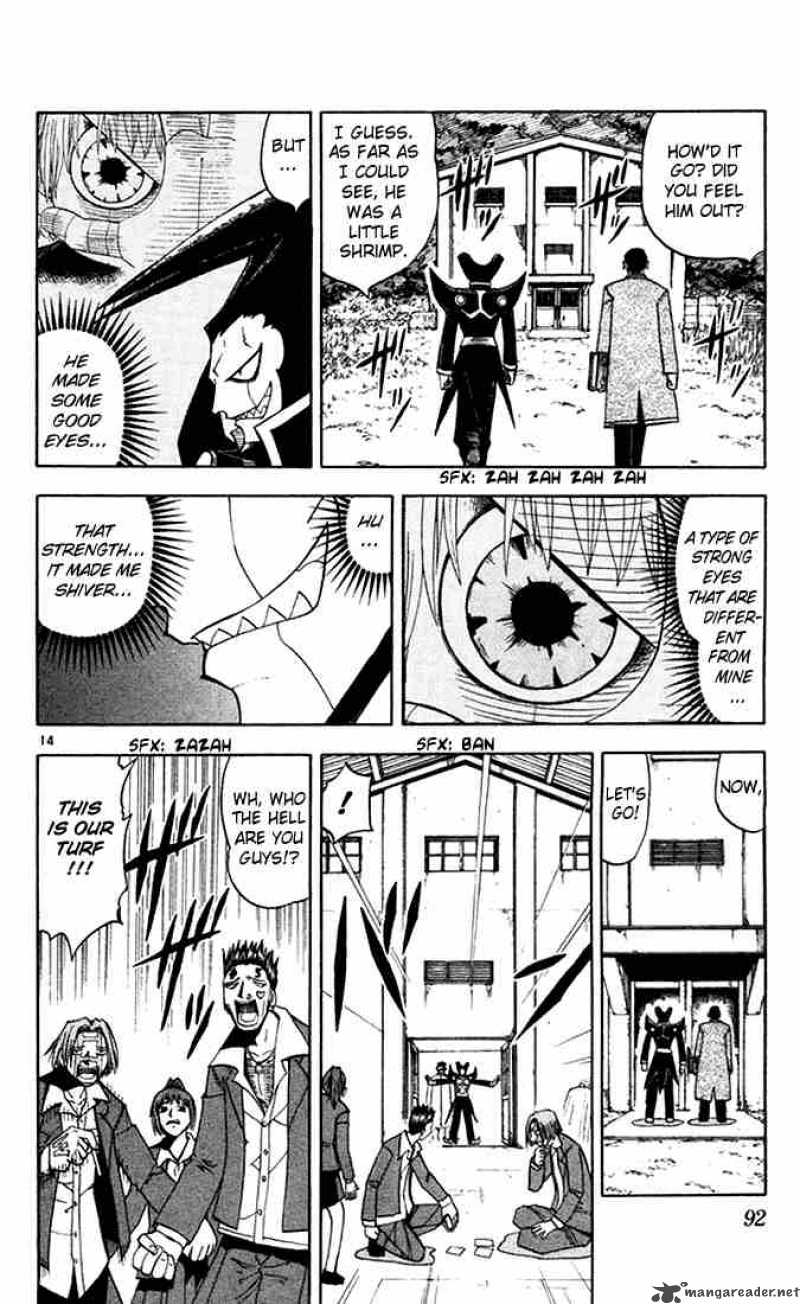 HOW'D IT
GO? DID
YOU FEEL
HIM OUT?
I GUESS.
AS FAR AS
I COULD
SEE, HE
WAS A
LITTLE
SHRIMP.
SFX: ZAH ZAH ZAH ZAH
BUT
...
HE
MADE
SOME
GOOD
EYES...
A TYPE OF
STRONG
EYES
THAT ARE
DIFFER-
ENT
FROM
MINE
...
HU
...
THAT
STRENGTH...
IT MADE ME
SHIVER...
14
NOW,
LET'S
GO!
SFX: BAN
!
SFX: ZAZAH
WH, WHO
THE HELL
ARE YOU
GUYS!?
THIS
IS OUR
TURF
!!!
92
mangareader.net